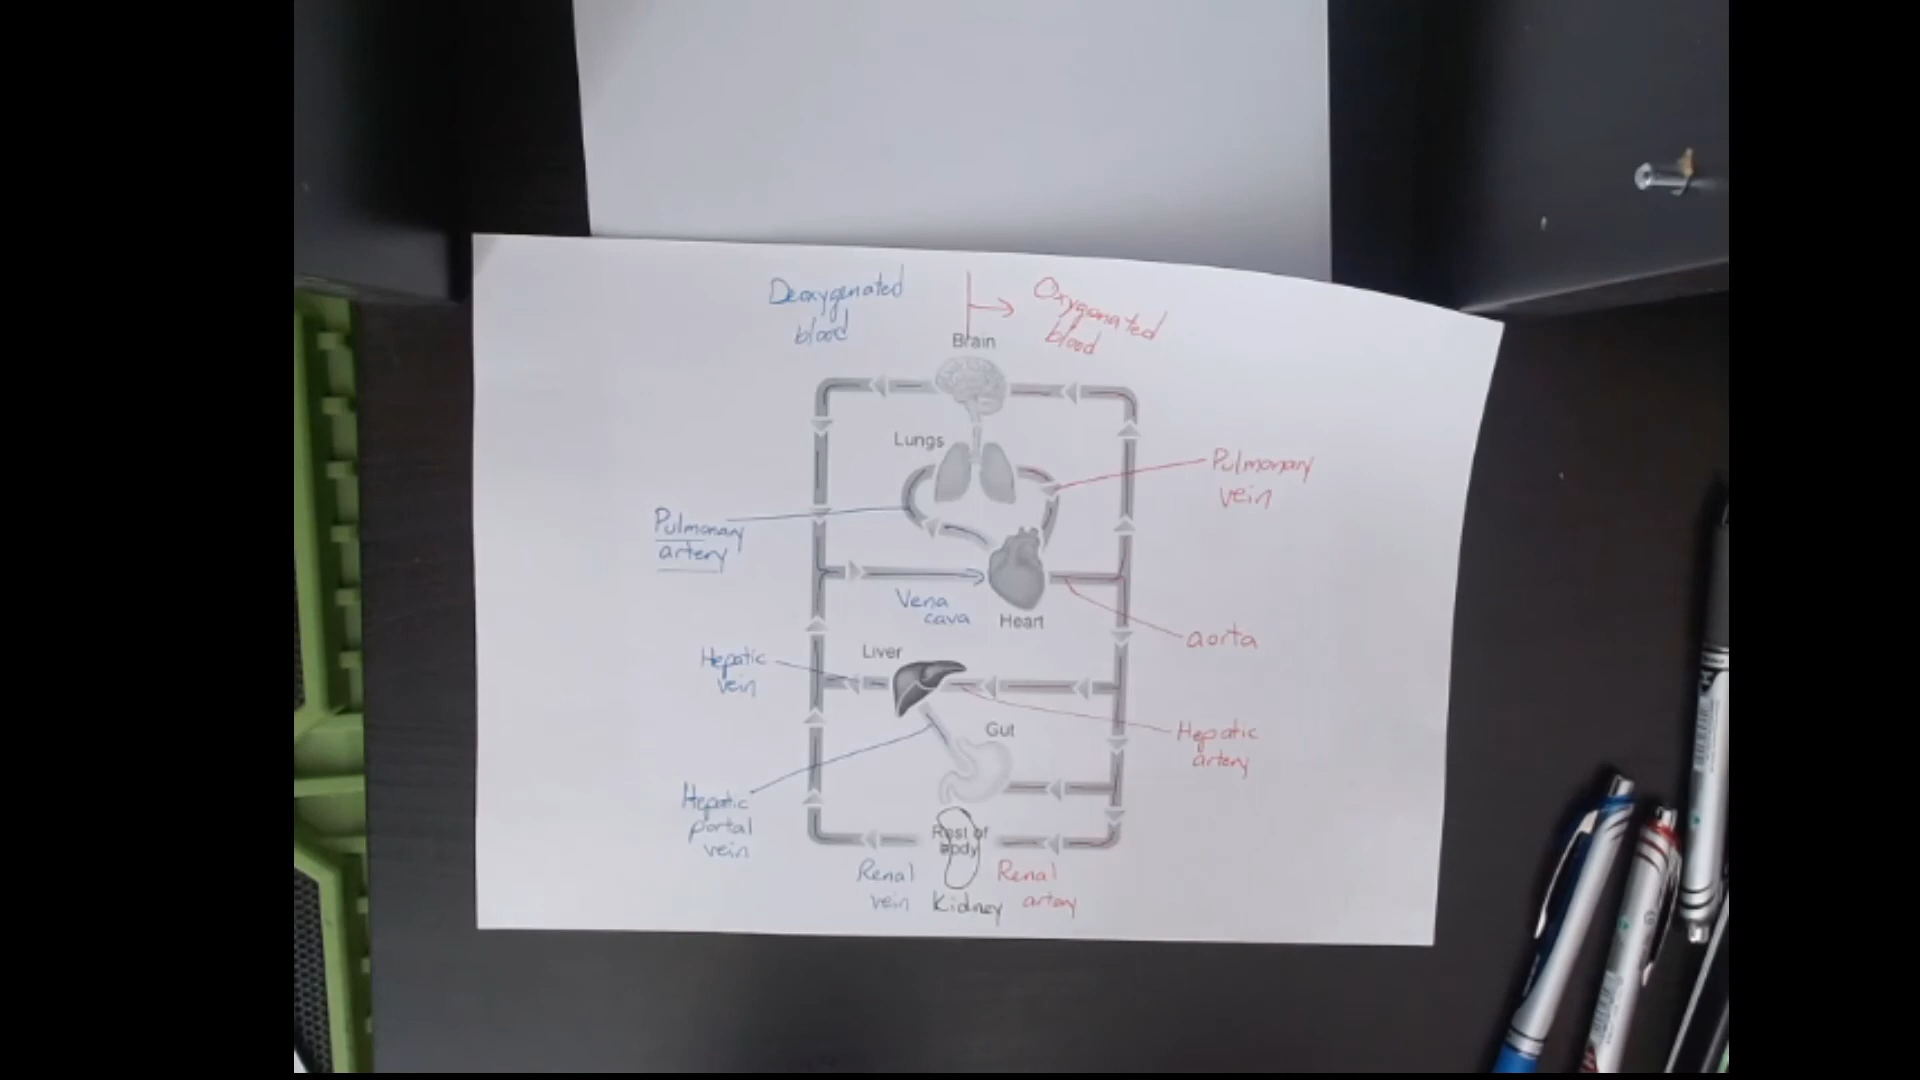 Deoxygenated
blood
Oxygenated
blood
Brain
Lungs
Pulmonary
vein
Pulmonary
artery
Vena
cava
Heart
aorta
Hepatic
vein
Liver
Hepatic
artery
Gut
Hepatic
portal
vein
Rest of
body
Renal
vein
Kidney
Renal
artery